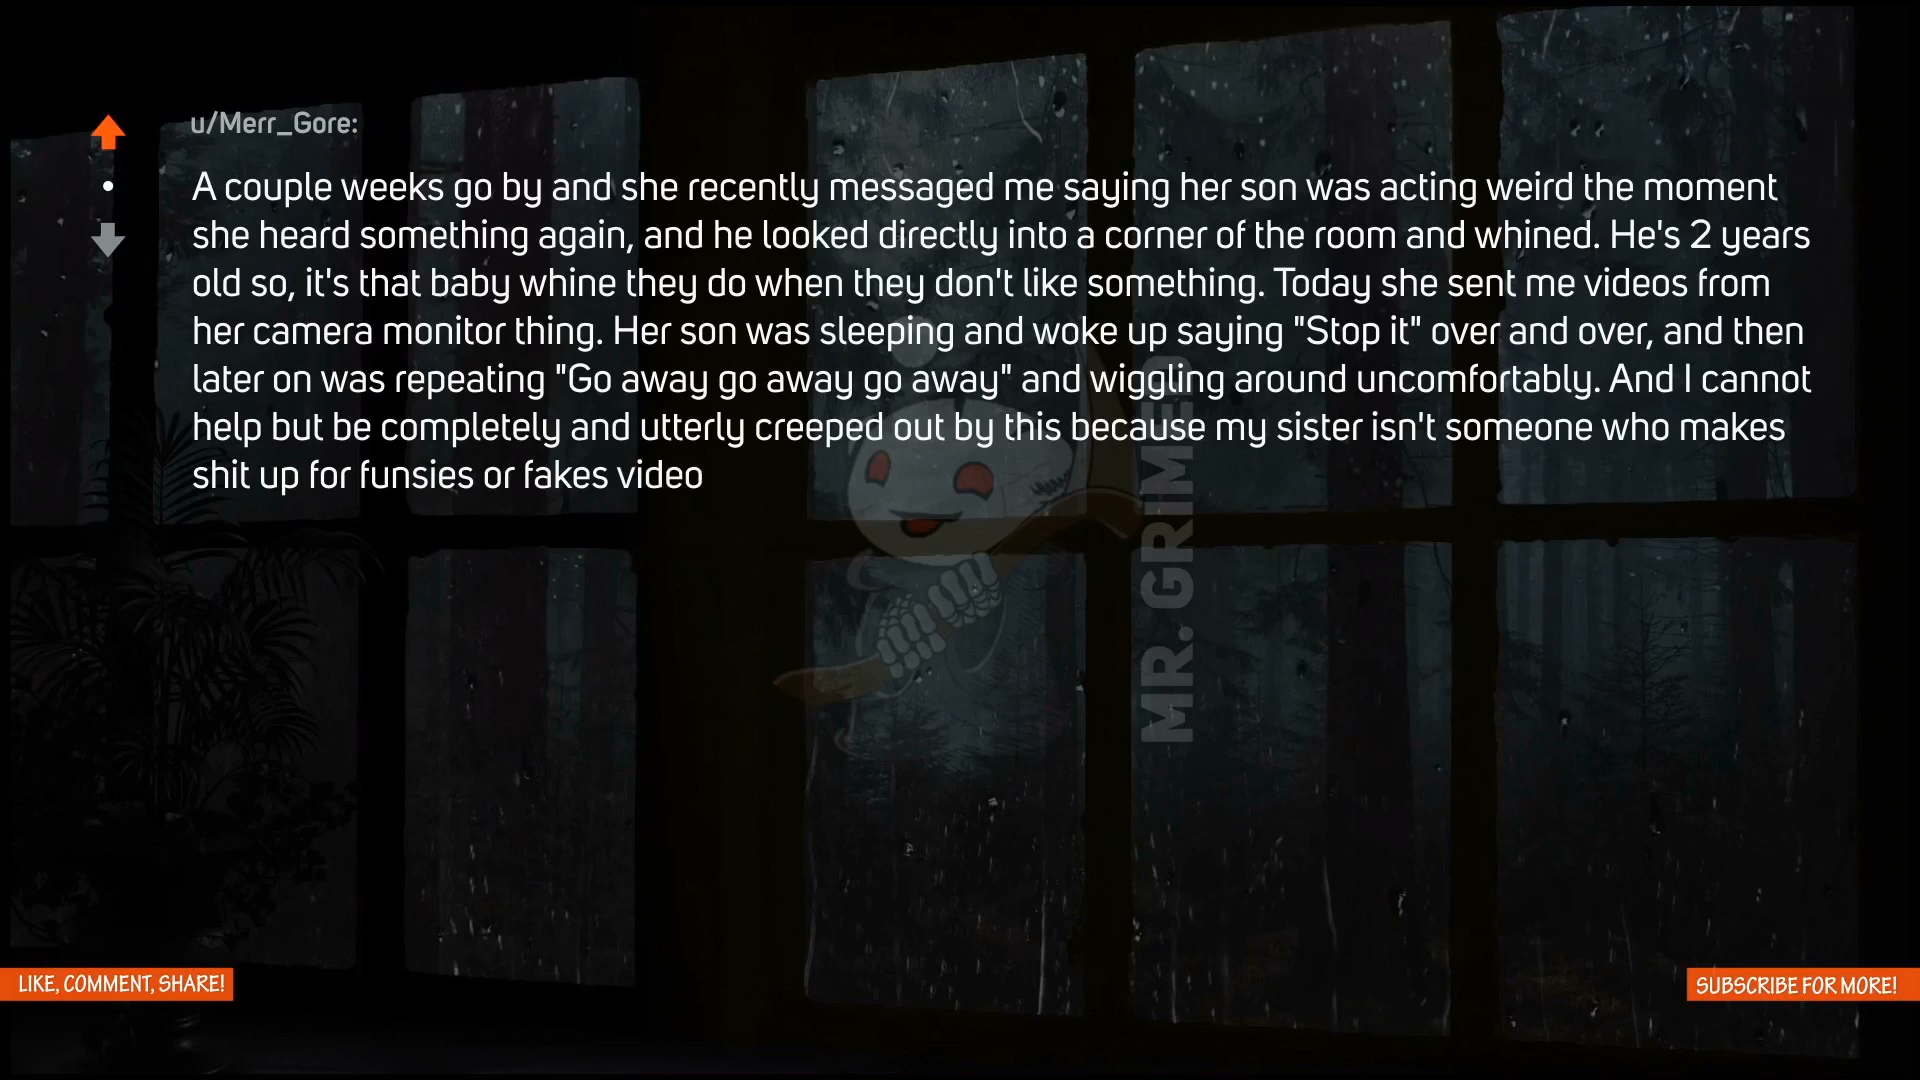 u/Merr_Gore:
A couple weeks go by and she recently messaged me saying her son was acting weird the moment
she heard something again, and he looked directly into a corner of the room and whined. He's 2 years
old so, it's that baby whine they do when they don't like something. Today she sent me videos from
her camera monitor thing. Her son was sleeping and woke up saying "Stop it" over and over, and then
later on was repeating "Go away go away go away" and wiggling around uncomfortably. And I cannot
help but be completely and utterly creeped out by this because my sister isn't someone who makes
shit up for funsies or fakes video
MR. GRIMER
LIKE, COMMENT, SHARE!
SUBSCRIBE FOR MORE!